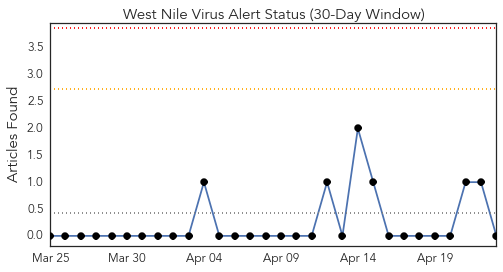 West Nile Virus Alert Status (30-Day Window)
Articles Found
3.5
3.0
2.5
2.0
1.5
1.0
0.5
0.0
Mar 25 Mar 30 Apr 04 Apr 09 Apr 14 Apr 19